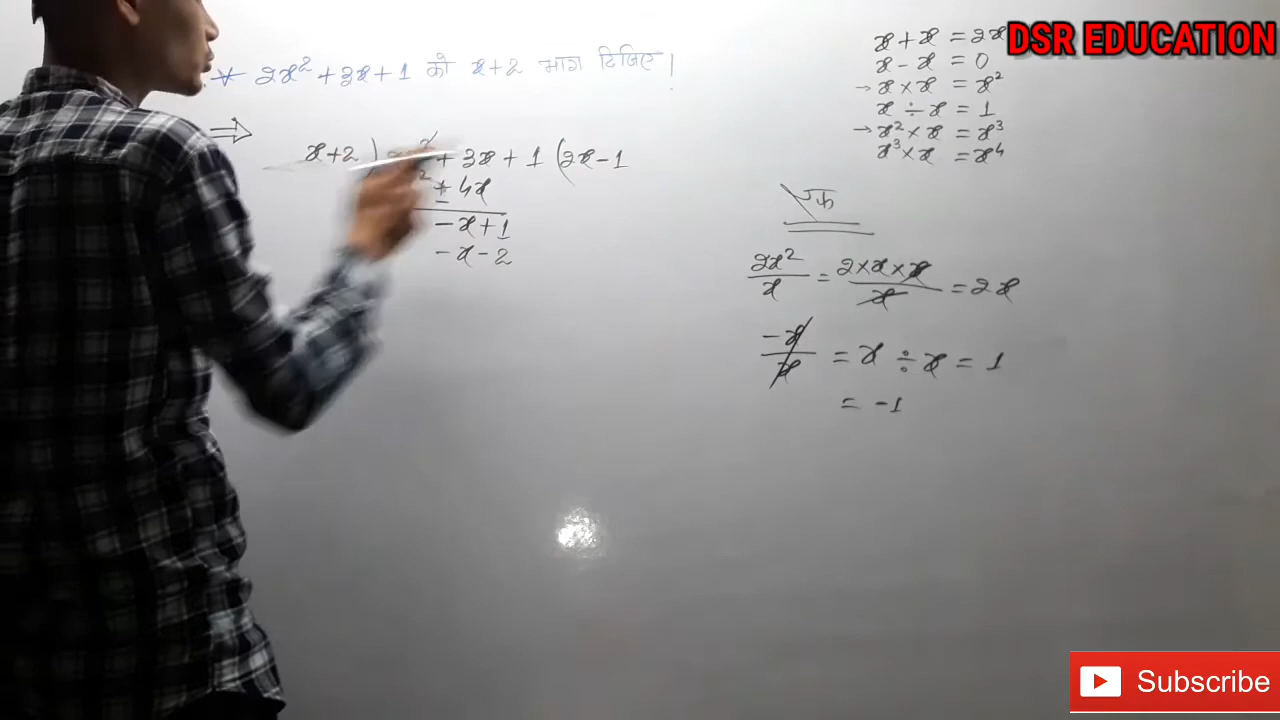 * 2x² + 3x + 1 को x+2 भाग दिजिए!
⇒
x+2 ) + 3x + 1 (2x-1
± 4x
-x+1
-x-2
x + x = 2x
x - x = 0
→ x × x = x²
x ÷ x = 1
→ x² × x = x³
x³ × x = x⁴
रफ
2x²/x = 2×x×x/x = 2x
-x/x = x ÷ x = 1
= -1
DSR EDUCATION
Subscribe